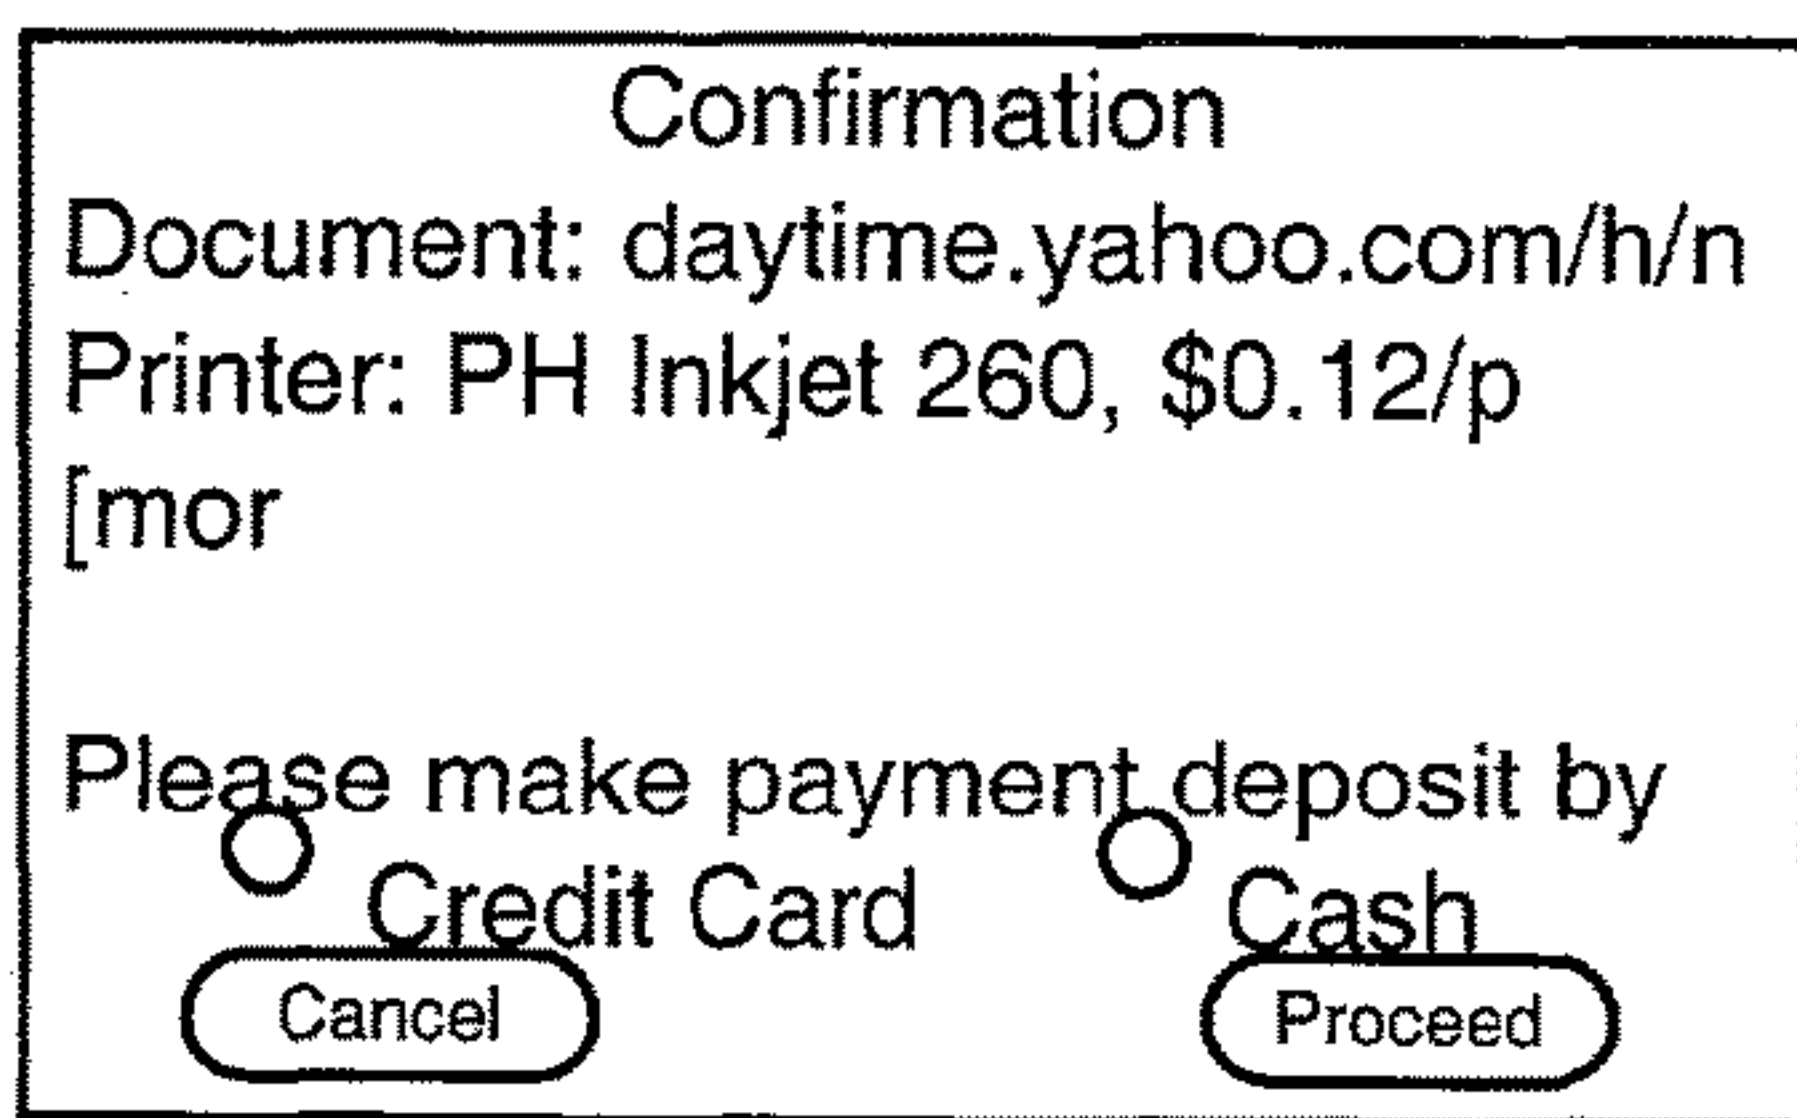 Confirmation
Document: daytime.yahoo.com/h/n
Printer: PH Inkjet 260, $0.12/p
[mor
Please make payment deposit by
Credit Card Cash
Cancel Proceed